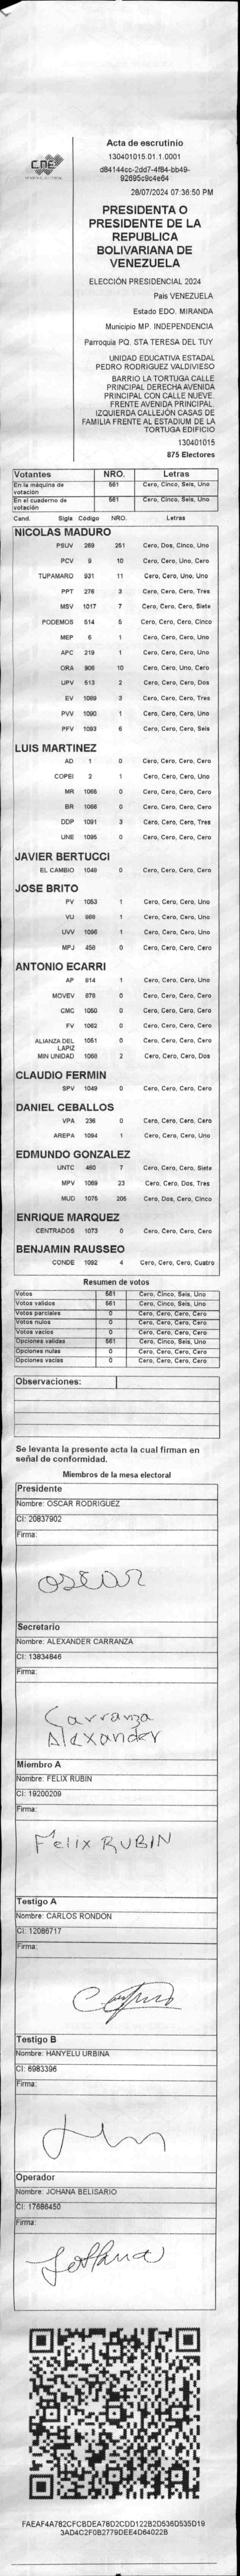 CNE
Acta de escrutinio
130401015.01.1.0001
d84144cc-2dd7-4f84-bb49-
92695c9c4e64
28/07/2024 07:36:50 PM
PRESIDENTA O
PRESIDENTE DE LA
REPUBLICA
BOLIVARIANA DE
VENEZUELA
ELECCIÓN PRESIDENCIAL 2024
País VENEZUELA
Estado EDO. MIRANDA
Municipio MP. INDEPENDENCIA
Parroquia PQ. STA TERESA DEL TUY
UNIDAD EDUCATIVA ESTADAL
PEDRO RODRIGUEZ VALDIVIESO
BARRIO LA TORTUGA CALLE
PRINCIPAL DERECHA AVENIDA
PRINCIPAL CON CALLE NUEVE.
FRENTE AVENIDA PRINCIPAL.
IZQUIERDA CALLEJÓN CASAS DE
FAMILIA FRENTE AL ESTADIUM DE LA
TORTUGA EDIFICIO
130401015
875 Electores
Votantes NRO. Letras
En la máquina de votación 561 Cero, Cinco, Seis, Uno
En el cuaderno de votación 561 Cero, Cinco, Seis, Uno
Cand. Sigla Código NRO. Letras
NICOLAS MADURO
PSUV 269 251 Cero, Dos, Cinco, Uno
PCV 9 10 Cero, Cero, Uno, Cero
TUPAMARO 931 11 Cero, Cero, Uno, Uno
PPT 276 3 Cero, Cero, Cero, Tres
MSV 1017 7 Cero, Cero, Cero, Siete
PODEMOS 514 5 Cero, Cero, Cero, Cinco
MEP 6 1 Cero, Cero, Cero, Uno
APC 219 1 Cero, Cero, Cero, Uno
ORA 906 10 Cero, Cero, Uno, Cero
UPV 513 2 Cero, Cero, Cero, Dos
EV 1089 3 Cero, Cero, Cero, Tres
PVV 1090 1 Cero, Cero, Cero, Uno
PFV 1093 6 Cero, Cero, Cero, Seis
LUIS MARTINEZ
AD 1 0 Cero, Cero, Cero, Cero
COPEI 2 1 Cero, Cero, Cero, Uno
MR 1066 0 Cero, Cero, Cero, Cero
BR 0 Cero, Cero, Cero, Cero
DDP 1091 3 Cero, Cero, Cero, Tres
UNE 1095 0 Cero, Cero, Cero, Cero
JAVIER BERTUCCI
EL CAMBIO 1048 0 Cero, Cero, Cero, Cero
JOSE BRITO
PV 1053 1 Cero, Cero, Cero, Uno
VU 1 Cero, Cero, Cero, Uno
UVV 1096 1 Cero, Cero, Cero, Uno
MPJ 458 0 Cero, Cero, Cero, Cero
ANTONIO ECARRI
AP 814 1 Cero, Cero, Cero, Uno
MOVEV 878 0 Cero, Cero, Cero, Cero
CMC 1050 0 Cero, Cero, Cero, Cero
FV 1062 0 Cero, Cero, Cero, Cero
ALIANZA DEL LAPIZ 1051 0 Cero, Cero, Cero, Cero
MIN UNIDAD 1068 2 Cero, Cero, Cero, Dos
CLAUDIO FERMIN
SPV 1049 0 Cero, Cero, Cero, Cero
DANIEL CEBALLOS
VPA 236 0 Cero, Cero, Cero, Cero
AREPA 1094 1 Cero, Cero, Cero, Uno
EDMUNDO GONZALEZ
UNTC 460 7 Cero, Cero, Cero, Siete
MPV 1069 23 Cero, Cero, Dos, Tres
MUD 1075 205 Cero, Dos, Cero, Cinco
ENRIQUE MARQUEZ
CENTRADOS 1073 0 Cero, Cero, Cero, Cero
BENJAMIN RAUSSEO
CONDE 1092 4 Cero, Cero, Cero, Cuatro
Resumen de votos
Votos 561 Cero, Cinco, Seis, Uno
Votos validos 561 Cero, Cinco, Seis, Uno
Votos parciales 0 Cero, Cero, Cero, Cero
Votos nulos 0 Cero, Cero, Cero, Cero
Votos vacios 0 Cero, Cero, Cero, Cero
Opciones validas 561 Cero, Cinco, Seis, Uno
Opciones nulas 0 Cero, Cero, Cero, Cero
Opciones vacias 0 Cero, Cero, Cero, Cero
Observaciones:
Se levanta la presente acta la cual firman en
señal de conformidad.
Miembros de la mesa electoral
Presidente
Nombre: OSCAR RODRIGUEZ
CI: 20837902
Firma:
oscar
Secretario
Nombre: ALEXANDER CARRANZA
CI: 13834846
Firma:
Carranza
Alexander
Miembro A
Nombre: FELIX RUBIN
CI: 19200209
Firma:
Felix RUBIN
Testigo A
Nombre: CARLOS RONDON
CI: 12086717
Firma:
Testigo B
Nombre: HANYELU URBINA
CI: 6983396
Firma:
Operador
Nombre: JOHANA BELISARIO
CI: 17686450
Firma:
Johana
FAEAF4A782CFCBDEA78D2CDD122B2D536D535D19
3AD4C2F0B2779DEE4D64022B